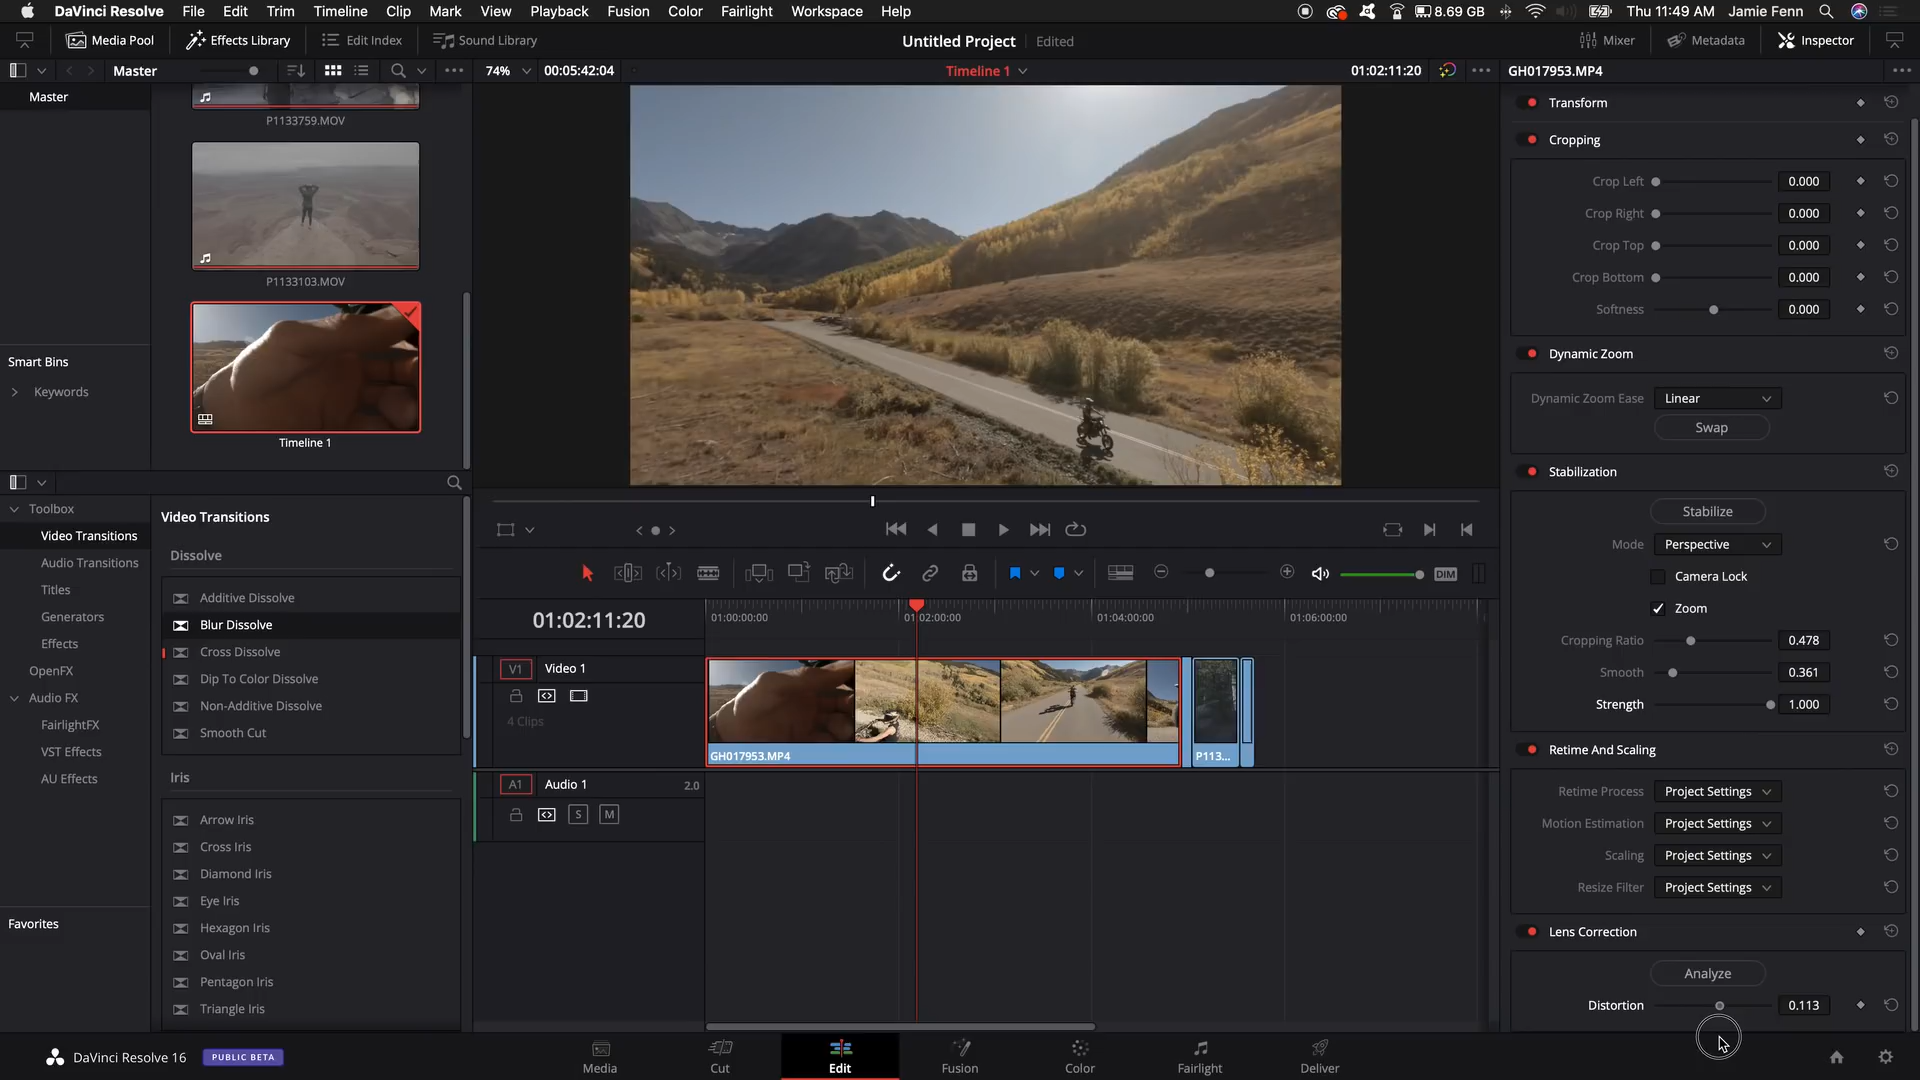 DaVinci Resolve File Edit Trim Timeline Clip Mark View Playback Fusion Color Fairlight Workspace Help 8.69 GB Thu 11:49 AM Jamie Fenn
Media Pool Effects Library Edit Index Sound Library Untitled Project Edited Mixer Metadata Inspector
Master 74% 00:05:42:04 Timeline 1 01:02:11:20 GH017953.MP4
Master
P1133759.MOV
P1133103.MOV
Timeline 1
Smart Bins
Keywords
Transform
Cropping
Crop Left 0.000
Crop Right 0.000
Crop Top 0.000
Crop Bottom 0.000
Softness 0.000
Dynamic Zoom
Dynamic Zoom Ease Linear
Swap
Stabilization
Stabilize
Mode Perspective
Camera Lock
Zoom
Cropping Ratio 0.478
Smooth 0.361
Strength 1.000
Retime And Scaling
Retime Process Project Settings
Motion Estimation Project Settings
Scaling Project Settings
Resize Filter Project Settings
Lens Correction
Analyze
Distortion 0.113
Toolbox
Video Transitions
Audio Transitions
Titles
Generators
Effects
OpenFX
Audio FX
FairlightFX
VST Effects
AU Effects
Favorites
Video Transitions
Dissolve
Additive Dissolve
Blur Dissolve
Cross Dissolve
Dip To Color Dissolve
Non-Additive Dissolve
Smooth Cut
Iris
Arrow Iris
Cross Iris
Diamond Iris
Eye Iris
Hexagon Iris
Oval Iris
Pentagon Iris
Triangle Iris
DIM
01:02:11:20 01:00:00:00 01:02:00:00 01:04:00:00 01:06:00:00
V1 Video 1
4 Clips
GH017953.MP4 P113...
A1 Audio 1 2.0
S M
DaVinci Resolve 16 PUBLIC BETA
Media Cut Edit Fusion Color Fairlight Deliver